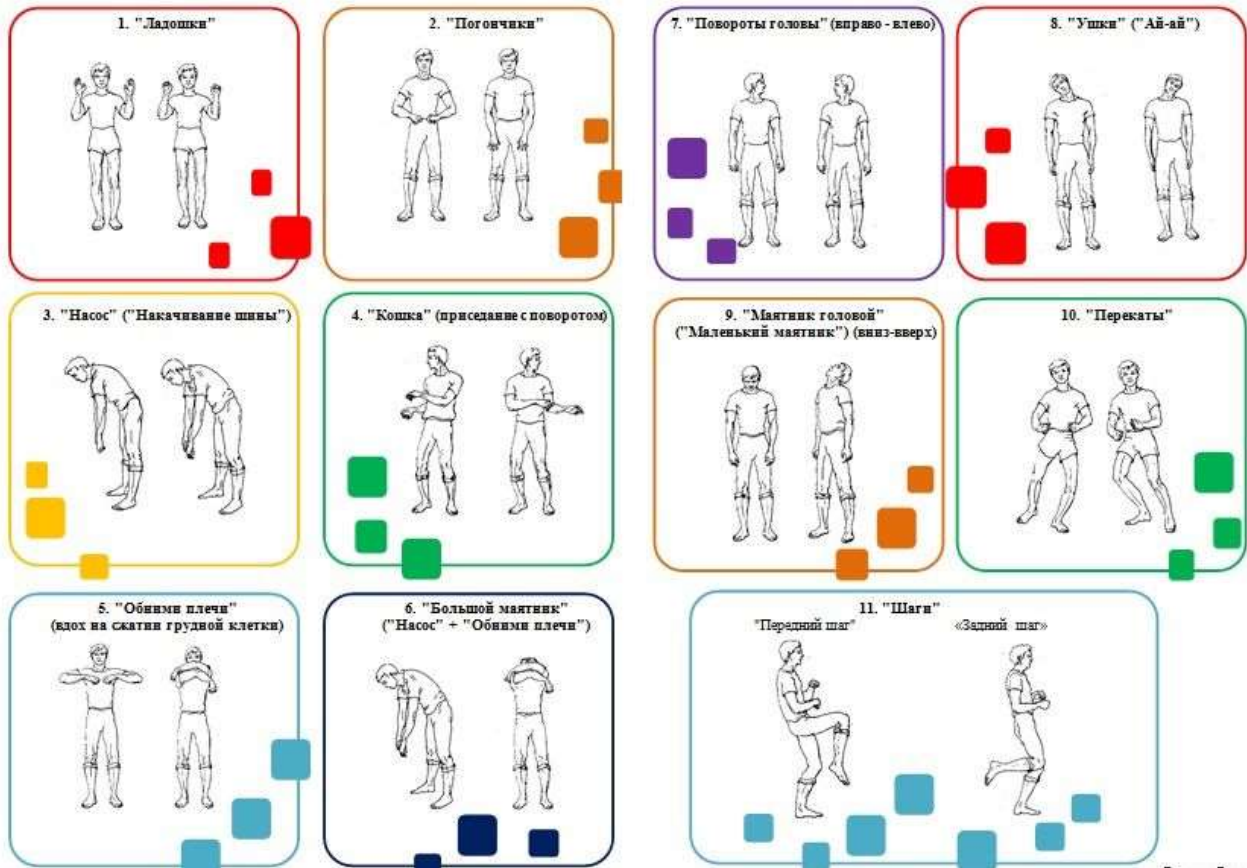 1. "Ладошки"
2. "Погончики"
3. "Насос" ("Накачивание шины")
4. "Кошка" (приседание с поворотом)
5. "Обними плечи"
(вдох на сжатии грудной клетки)
6. "Большой маятник"
("Насос" + "Обними плечи")
7. "Повороты головы" (вправо - влево)
8. "Ушки" ("Ай-ай")
9. "Маятник головой"
("Маленький маятник") (вниз-вверх)
10. "Перекаты"
11. "Шаги"
"Передний шаг"
«Задний шаг»